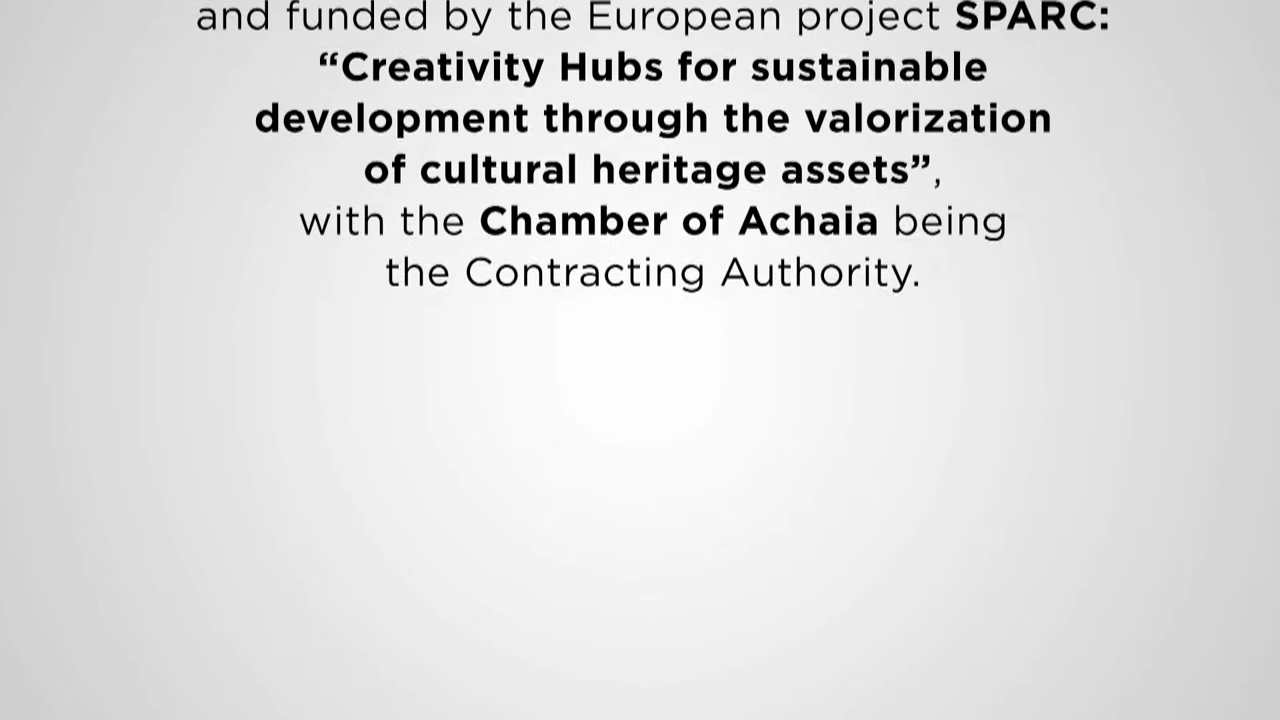 and funded by the European project SPARC:
“Creativity Hubs for sustainable
development through the valorization
of cultural heritage assets”,
with the Chamber of Achaia being
the Contracting Authority.